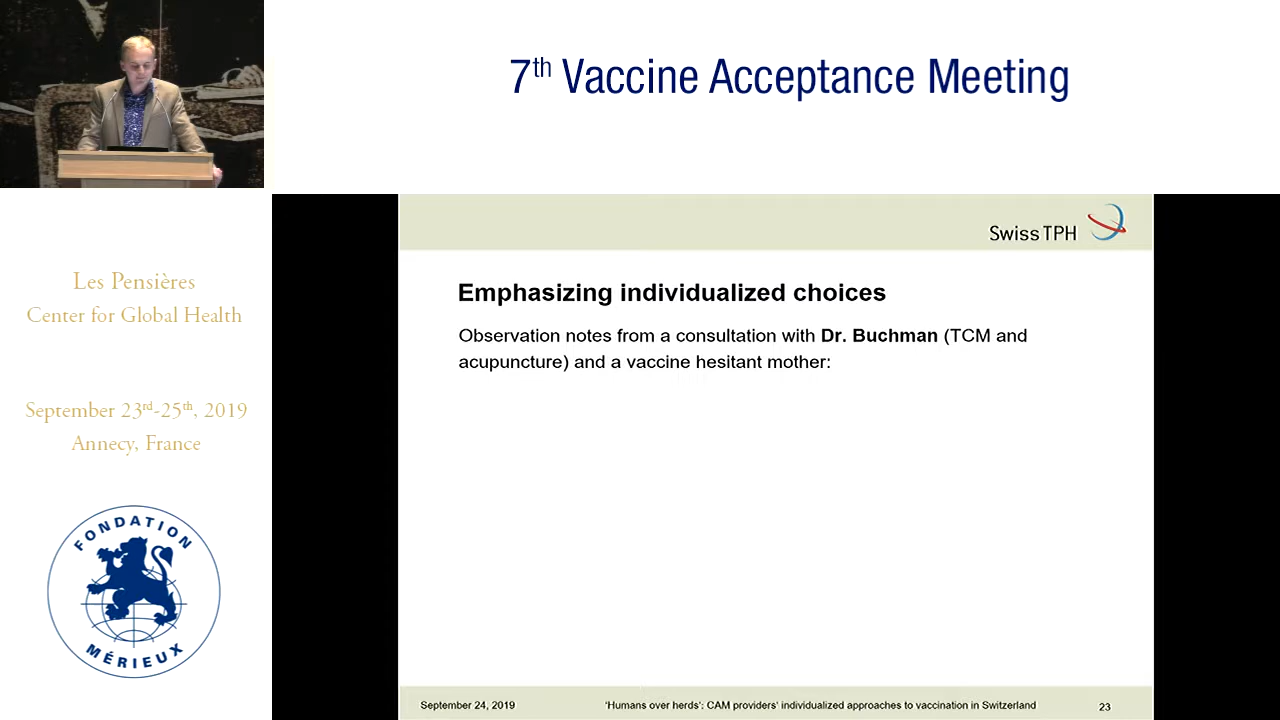 7th Vaccine Acceptance Meeting
Les Pensières
Center for Global Health
September 23rd-25th, 2019
Annecy, France
FONDATION
MÉRIEUX
Swiss TPH
Emphasizing individualized choices
Observation notes from a consultation with Dr. Buchman (TCM and
acupuncture) and a vaccine hesitant mother:
September 24, 2019
‘Humans over herds’: CAM providers’ individualized approaches to vaccination in Switzerland
23